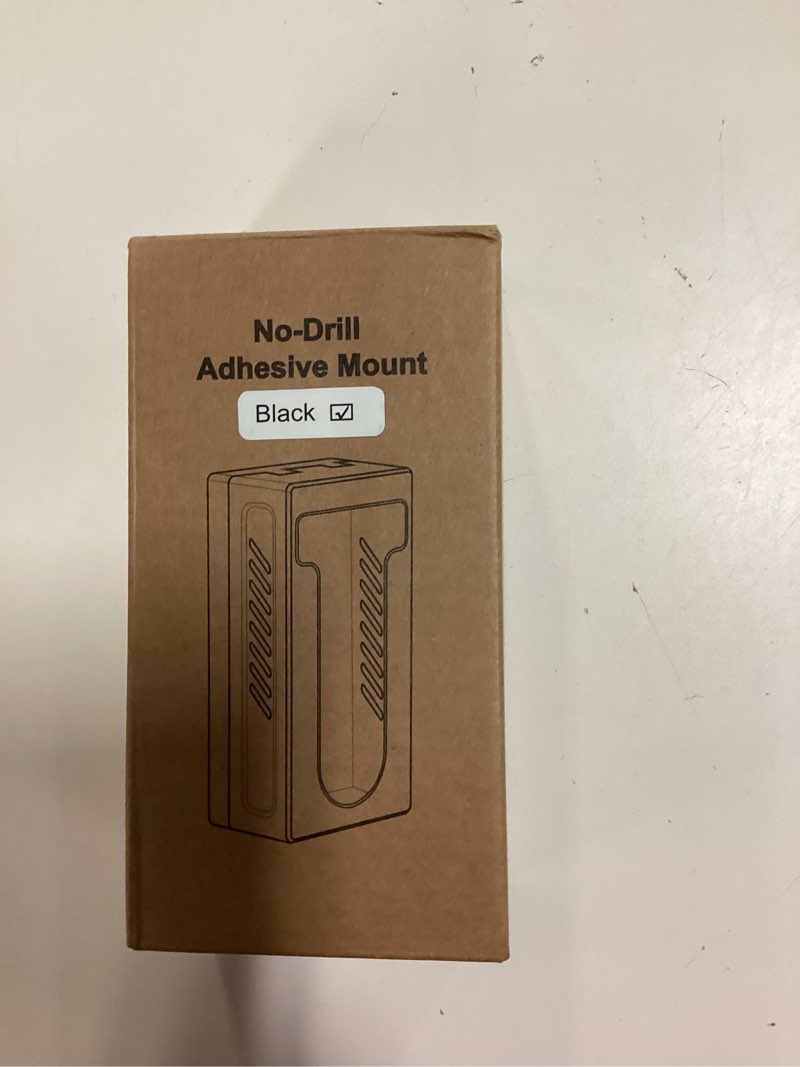 No-Drill
Adhesive Mount
Black ☑